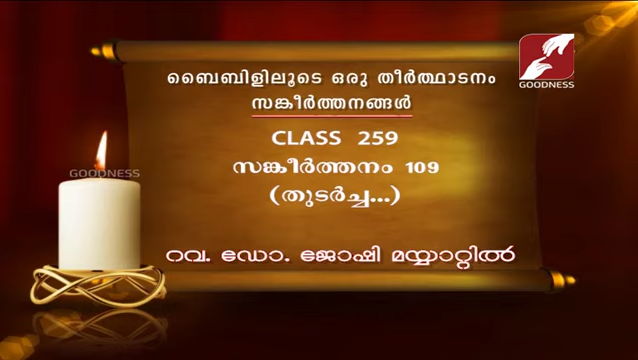 ബൈബിളിലൂടെ ഒരു തീർത്ഥാടനം
സങ്കീർത്തനങ്ങൾ
CLASS 259
സങ്കീർത്തനം 109
(തുടർച്ച...)
റവ. ഡോ. ജോഷി മയ്യാറ്റിൽ
GOODNESS
GOODNESS